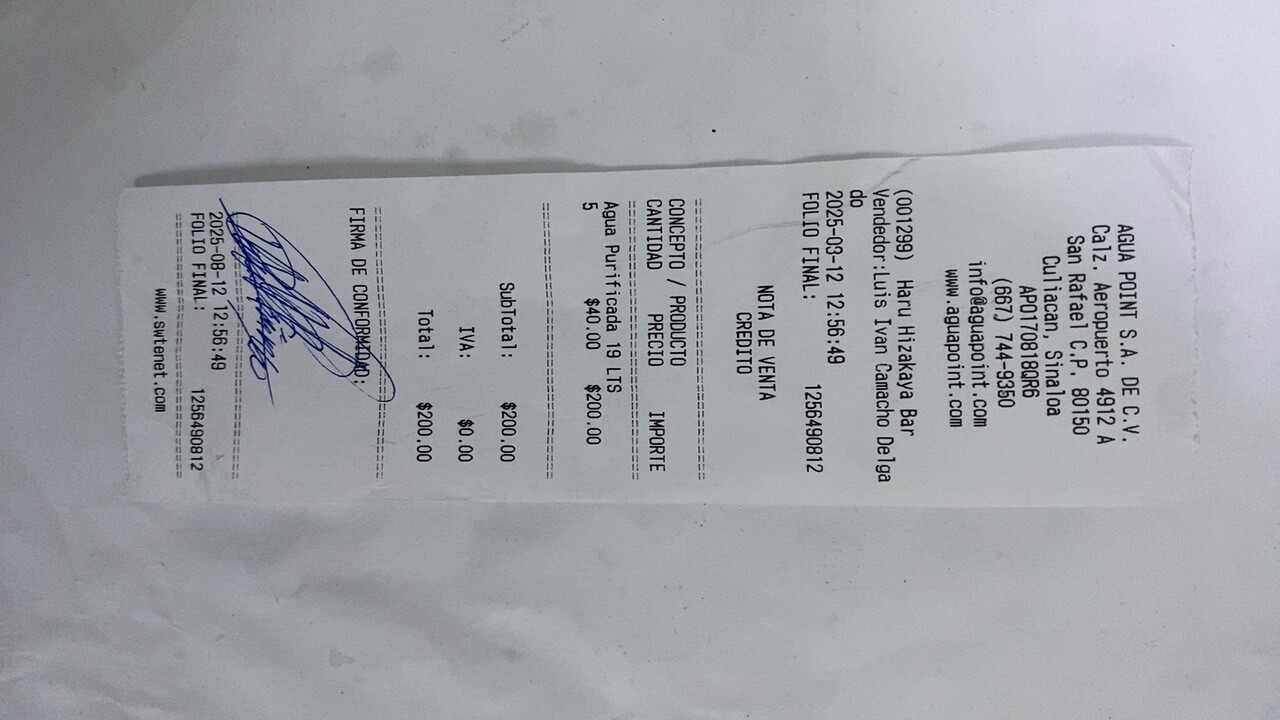 AGUA POINT S.A. DE C.V.
Calz. Aeropuerto 4912 A
San Rafael C.P. 80150
Culiacan, Sinaloa
APO170818QR6
(667) 744-9350
info@aguapoint.com
www.aguapoint.com
(001299) Haru Hizakaya Bar
Vendedor:Luis Ivan Camacho Delga
do
2025-03-12 12:56:49
FOLIO FINAL: 1256490812
NOTA DE VENTA
CREDITO
================================
CONCEPTO / PRODUCTO
CANTIDAD PRECIO IMPORTE
================================
Agua Purificada 19 LTS
5 $40.00 $200.00
================================
SubTotal: $200.00
IVA: $0.00
Total: $200.00
================================
FIRMA DE CONFORMIDAD:
================================
2025-08-12 12:56:49
FOLIO FINAL: 1256490812
================================
www.swtenet.com